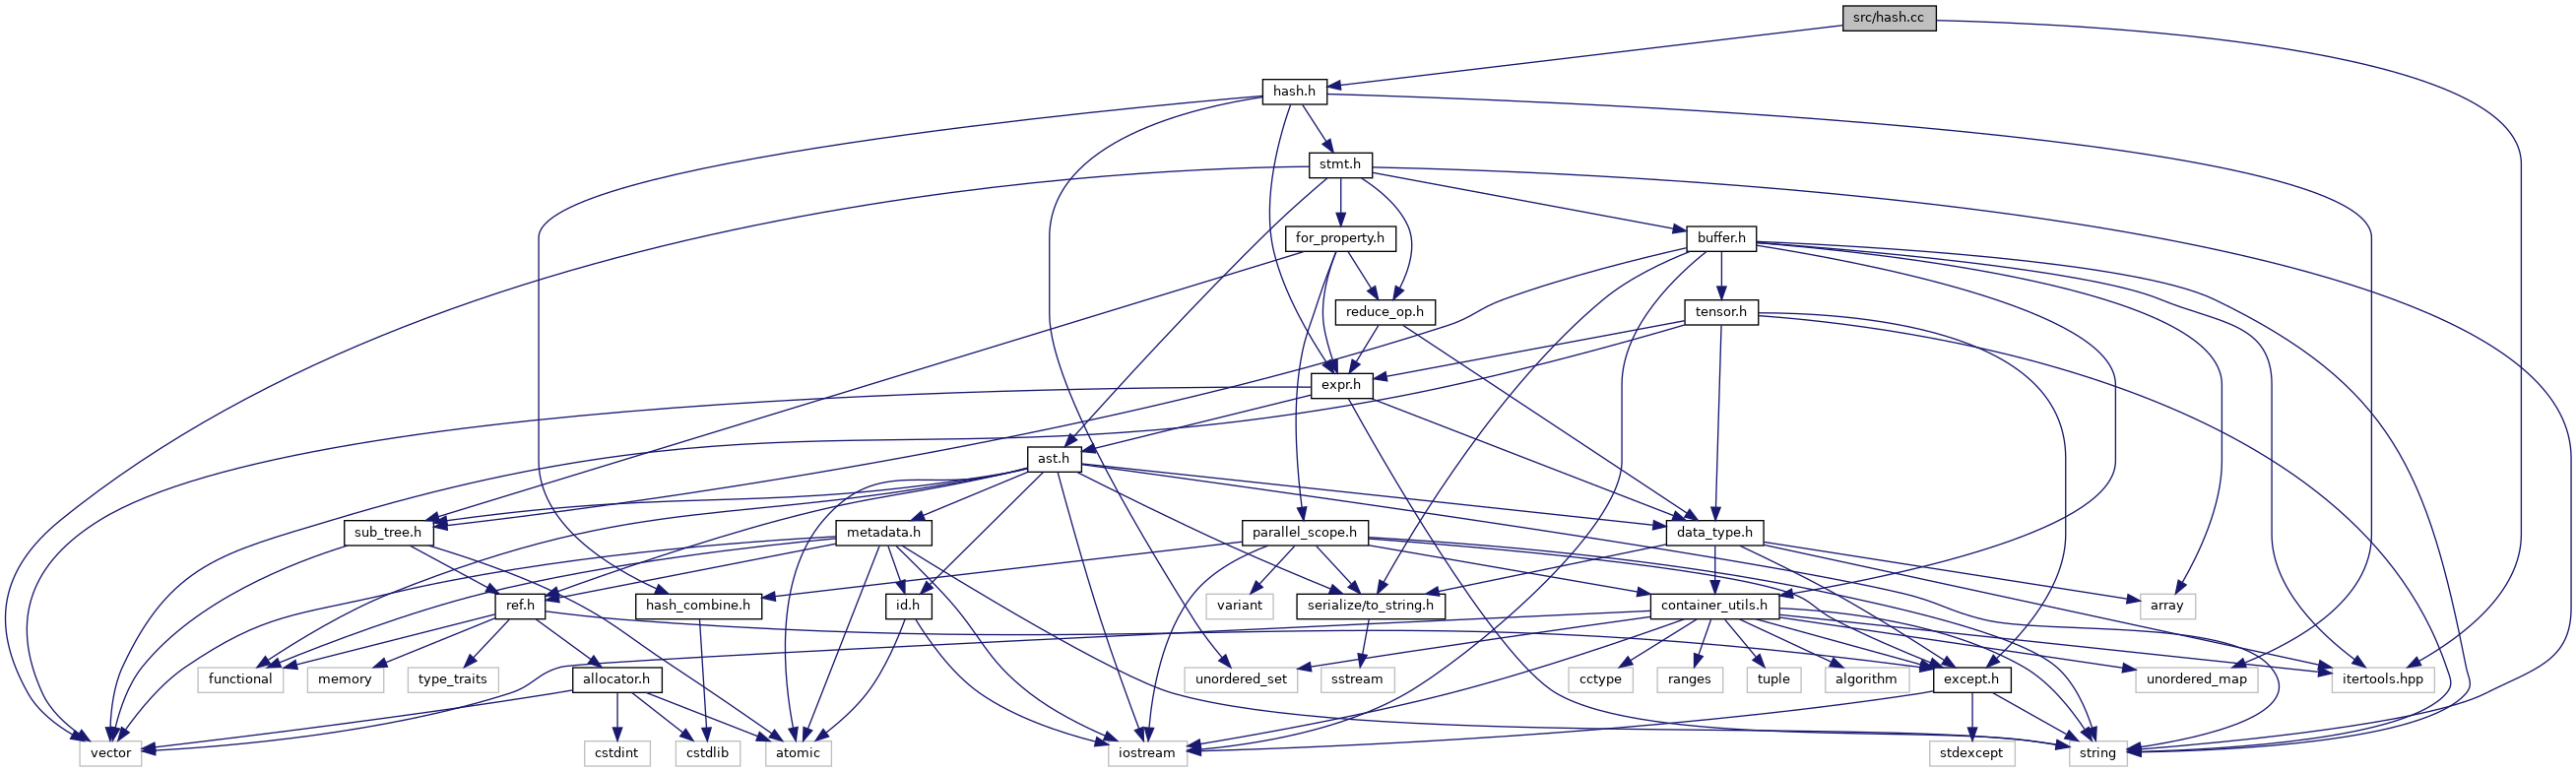 src/hash.cc
hash.h
stmt.h
for_property.h
buffer.h
reduce_op.h
tensor.h
expr.h
ast.h
sub_tree.h
metadata.h
parallel_scope.h
data_type.h
ref.h
hash_combine.h
id.h
variant
serialize/to_string.h
container_utils.h
array
functional
memory
type_traits
allocator.h
unordered_set
sstream
cctype
ranges
tuple
algorithm
except.h
unordered_map
itertools.hpp
vector
cstdint
cstdlib
atomic
iostream
stdexcept
string